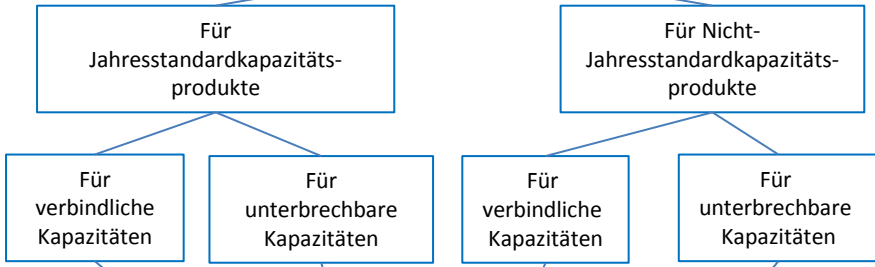 Für
Jahresstandardkapazitäts-
produkte
Für Nicht-
Jahresstandardkapazitäts-
produkte
Für
verbindliche
Kapazitäten
Für
unterbrechbare
Kapazitäten
Für
verbindliche
Kapazitäten
Für
unterbrechbare
Kapazitäten